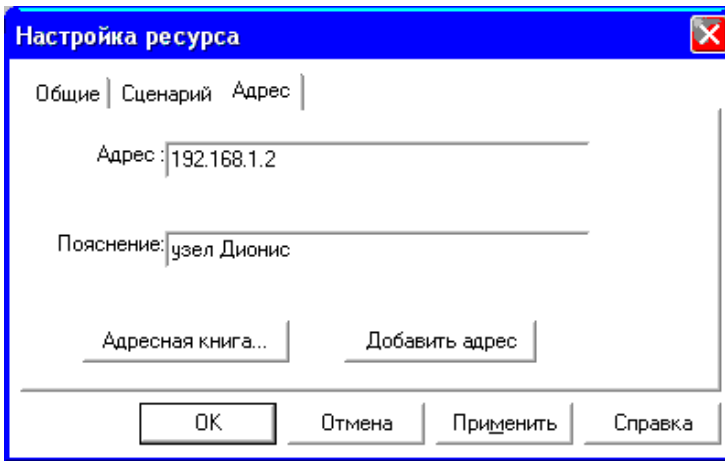 Настройка ресурса
Общие Сценарий Адрес
Адрес : 192.168.1.2
Пояснение: узел Дионис
Адресная книга... Добавить адрес
OK Отмена Применить Справка